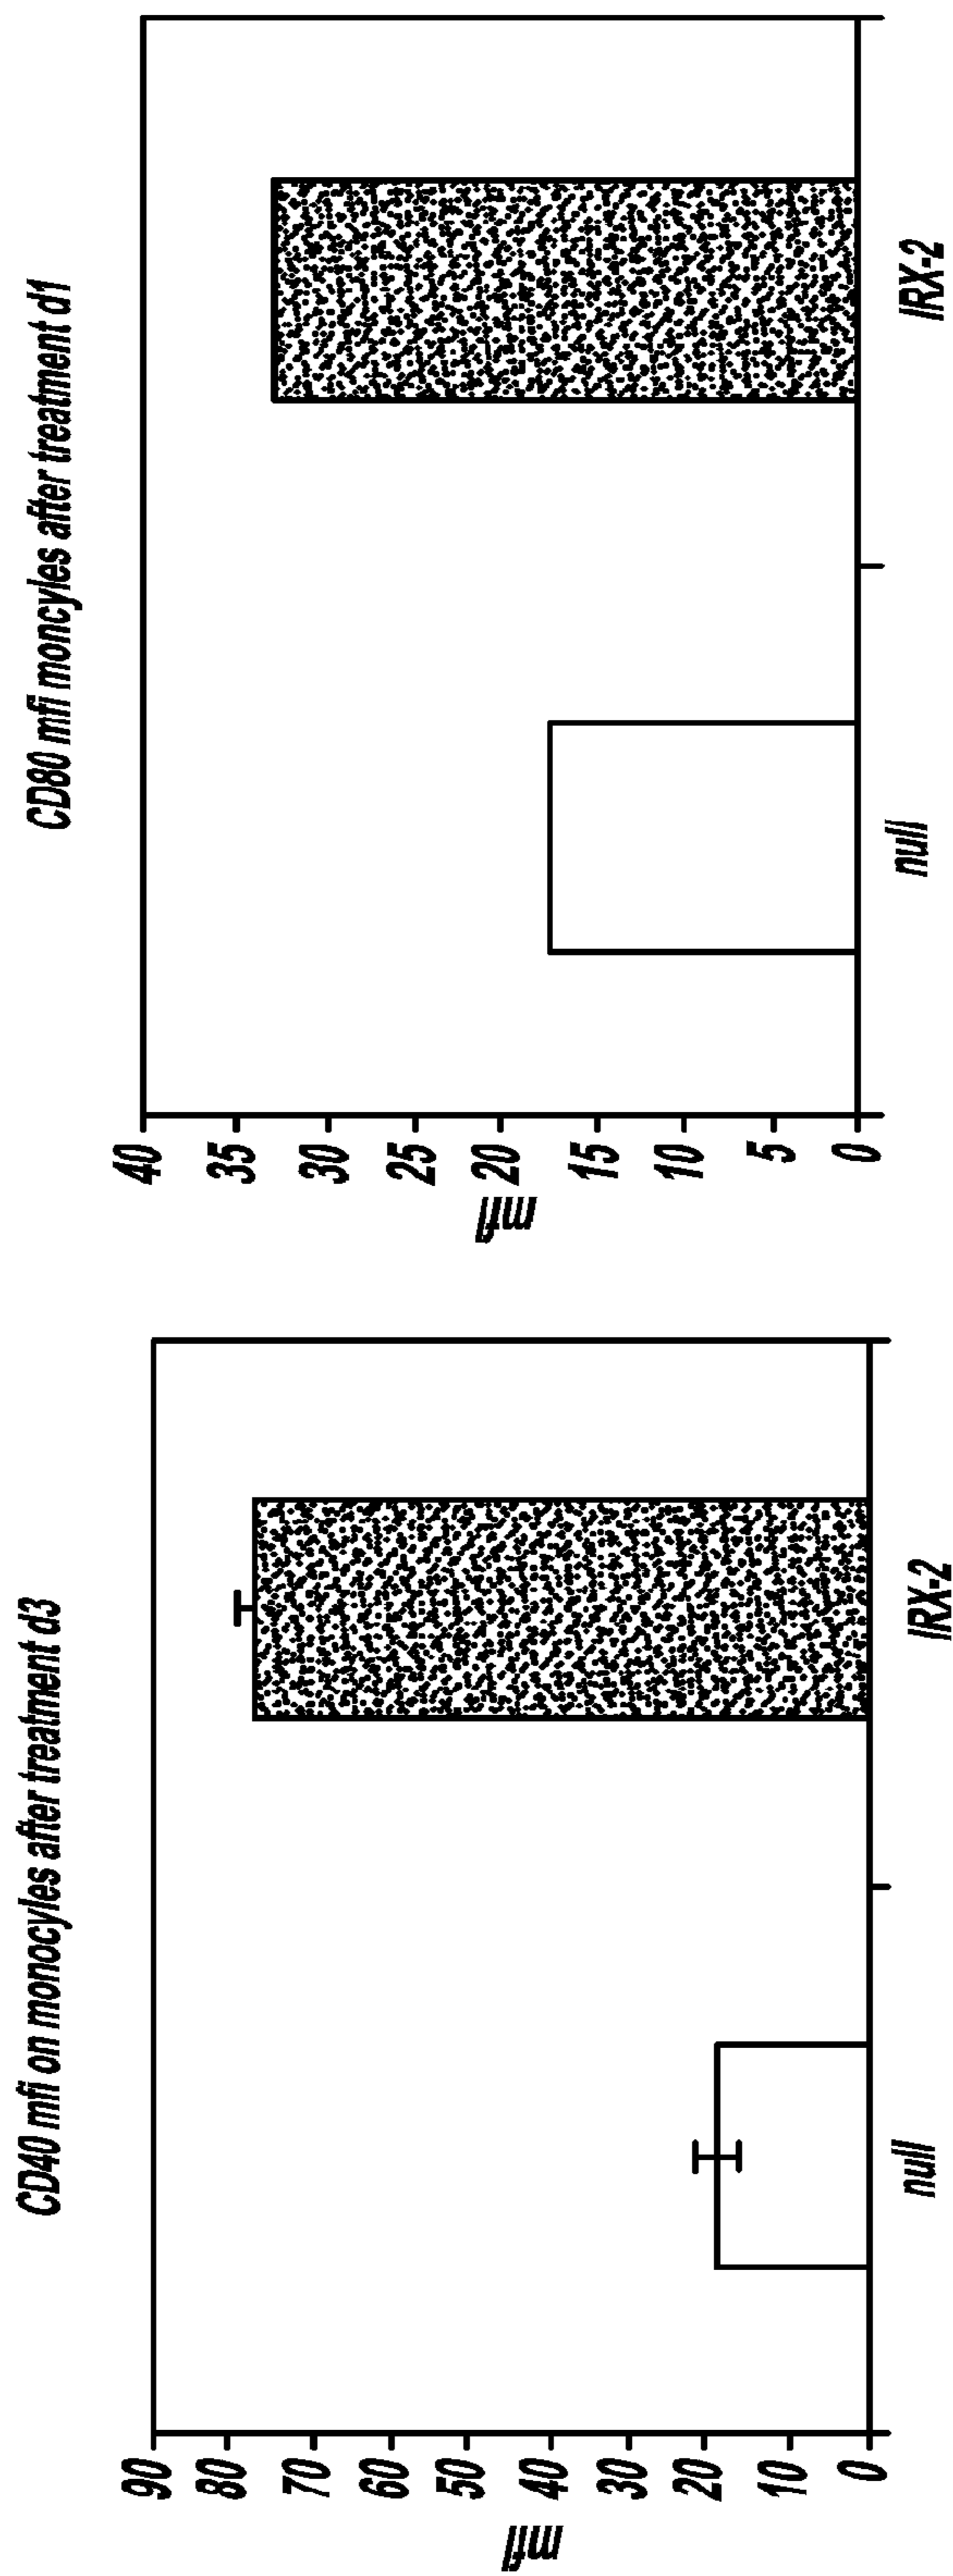 CD40 mfi on monocyles after treatment d3
90
80
70
60
50
40
30
20
10
0
mfi
null
IRX-2
CD80 mfi moncyles after treatment d1
40
35
30
25
20
15
10
5
0
mfi
null
IRX-2